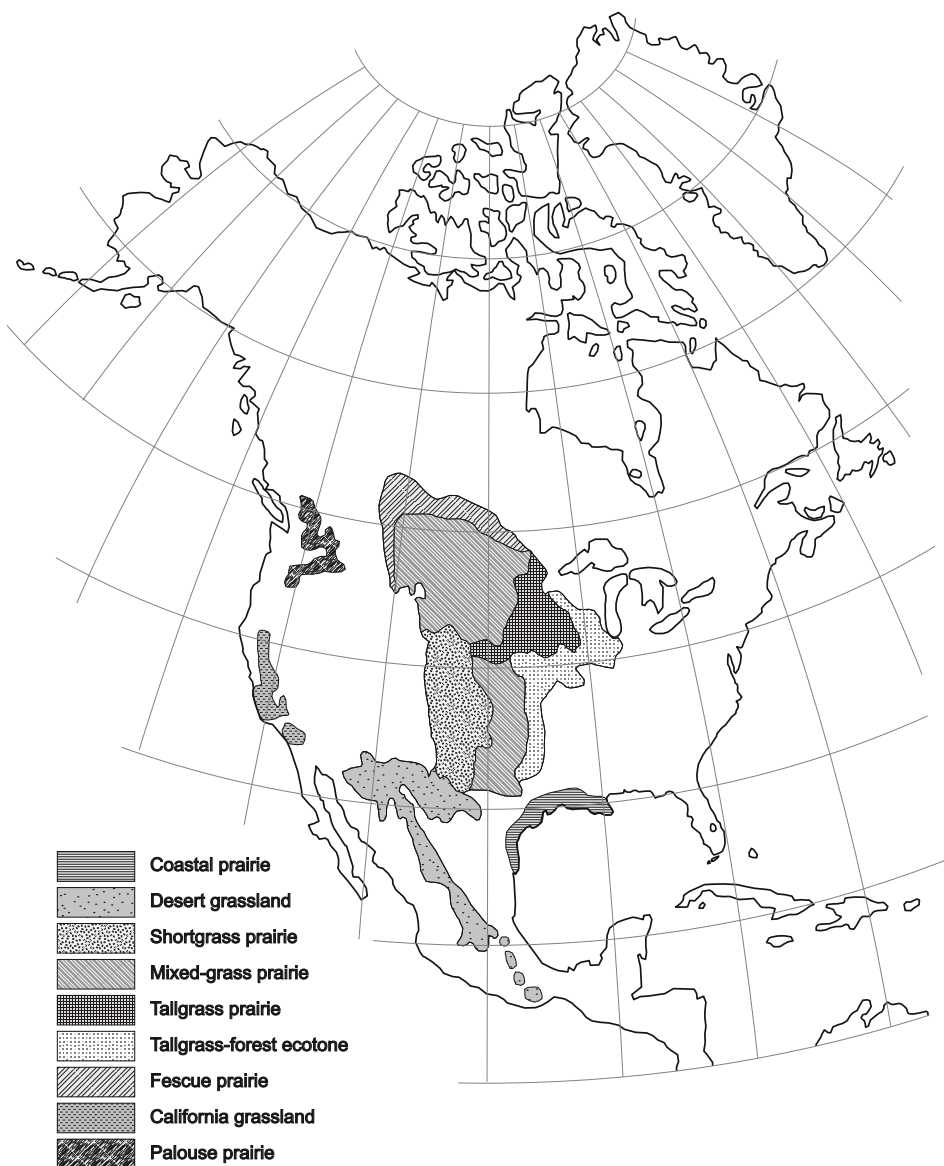 Coastal prairie
Desert grassland
Shortgrass prairie
Mixed-grass prairie
Tallgrass prairie
Tallgrass-forest ecotone
Fescue prairie
California grassland
Palouse prairie